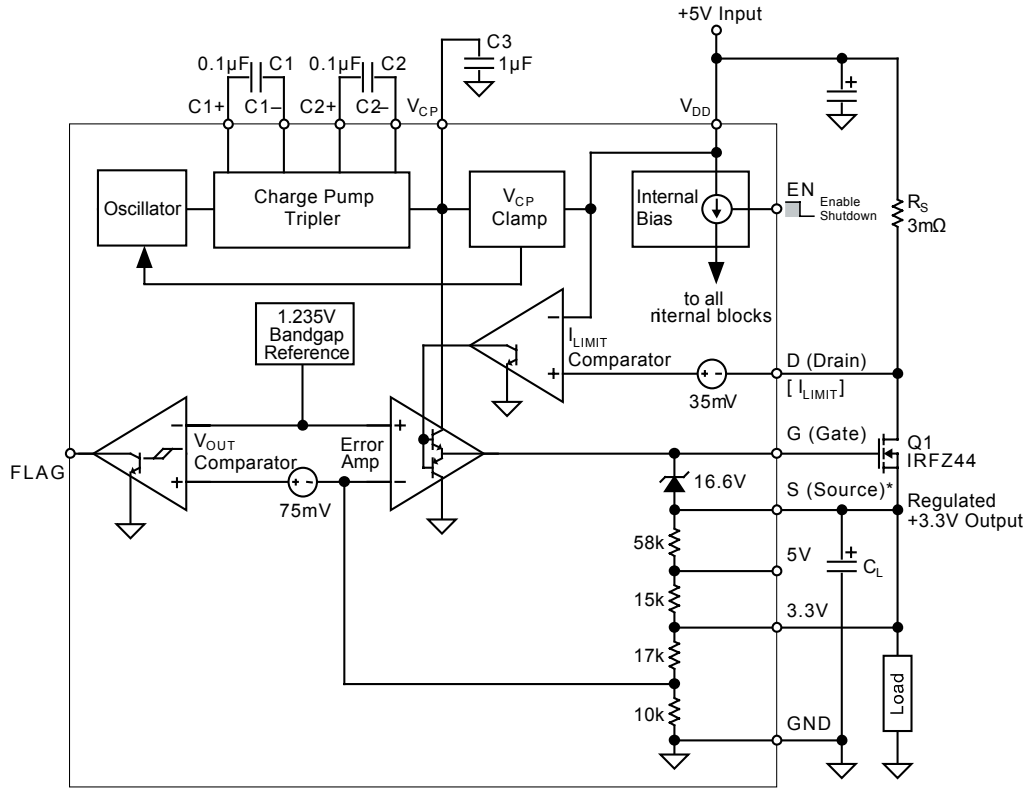 +5V Input
C3
1µF
0.1µF C1
0.1µF C2
C1+
C1–
C2+
C2–
VCP
VDD
Oscillator
Charge Pump
Tripler
VCP
Clamp
Internal
Bias
EN
Enable
Shutdown
RS
3mΩ
to all
nternal blocks
1.235V
Bandgap
Reference
ILIMIT
Comparator
35mV
D (Drain)
[ ILIMIT]
FLAG
VOUT
Comparator
75mV
Error
Amp
G (Gate)
Q1
IRFZ44
16.6V
S (Source)*
Regulated
+3.3V Output
58k
5V
CL
15k
3.3V
17k
10k
GND
Load